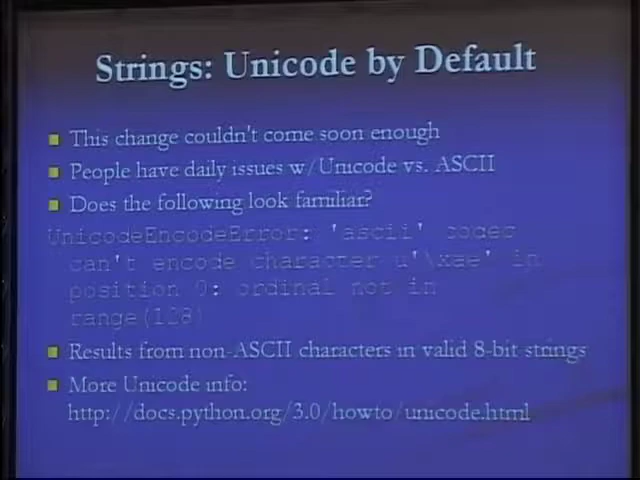 Strings: Unicode by Default
This change couldn't come soon enough
People have daily issues w/Unicode vs. ASCII
Does the following look familiar?
UnicodeEncodeError: 'ascii' codec
can't encode character u'\xae' in
position 0: ordinal not in
range(128)
Results from non-ASCII characters in valid 8-bit strings
More Unicode info:
http://docs.python.org/3.0/howto/unicode.html